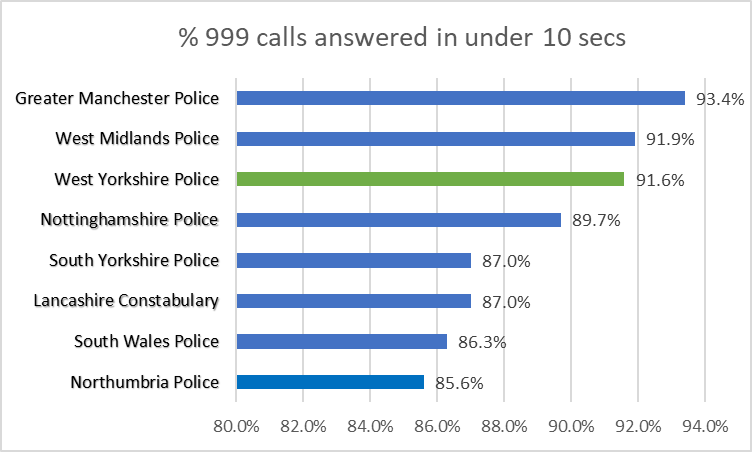 % 999 calls answered in under 10 secs
Greater Manchester Police 93.4%
West Midlands Police 91.9%
West Yorkshire Police 91.6%
Nottinghamshire Police 89.7%
South Yorkshire Police 87.0%
Lancashire Constabulary 87.0%
South Wales Police 86.3%
Northumbria Police 85.6%
80.0% 82.0% 84.0% 86.0% 88.0% 90.0% 92.0% 94.0%